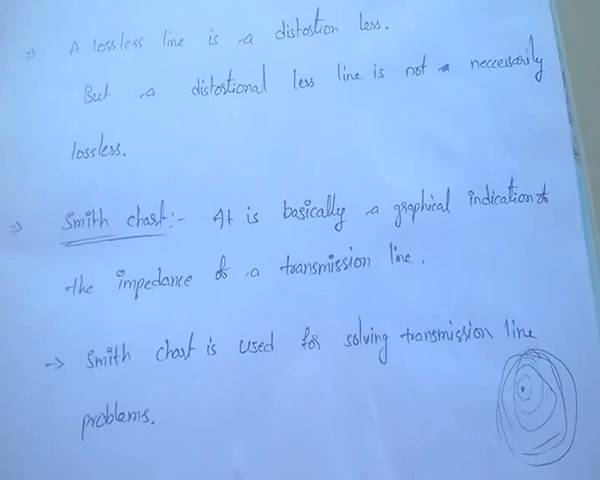 ⇒ A lossless line is a distortion less.
But a distortional less line is not a neccessarily
lossless.
⇒ Smith chart:- It is basically a graphical indication of
the impedance of a transmission line.
→ Smith chart is used for solving transmission line
problems.